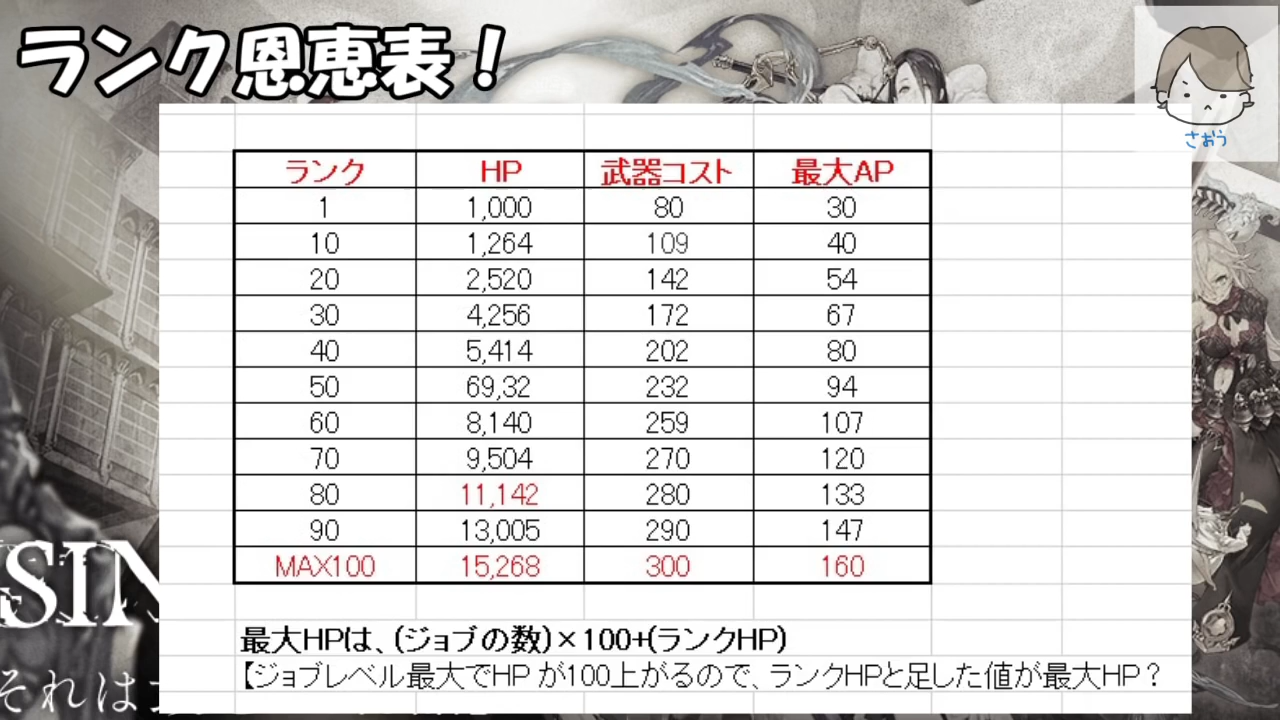 ランク恩恵表！
さおう
ランク HP 武器コスト 最大AP
1 1,000 80 30
10 1,264 109 40
20 2,520 142 54
30 4,256 172 67
40 5,414 202 80
50 69,32 232 94
60 8,140 259 107
70 9,504 270 120
80 11,142 280 133
90 13,005 290 147
MAX100 15,268 300 160
最大HPは、(ジョブの数)×100+(ランクHP)
【ジョブレベル最大でHP が100上がるので、ランクHPと足した値が最大HP？
SIN
それは